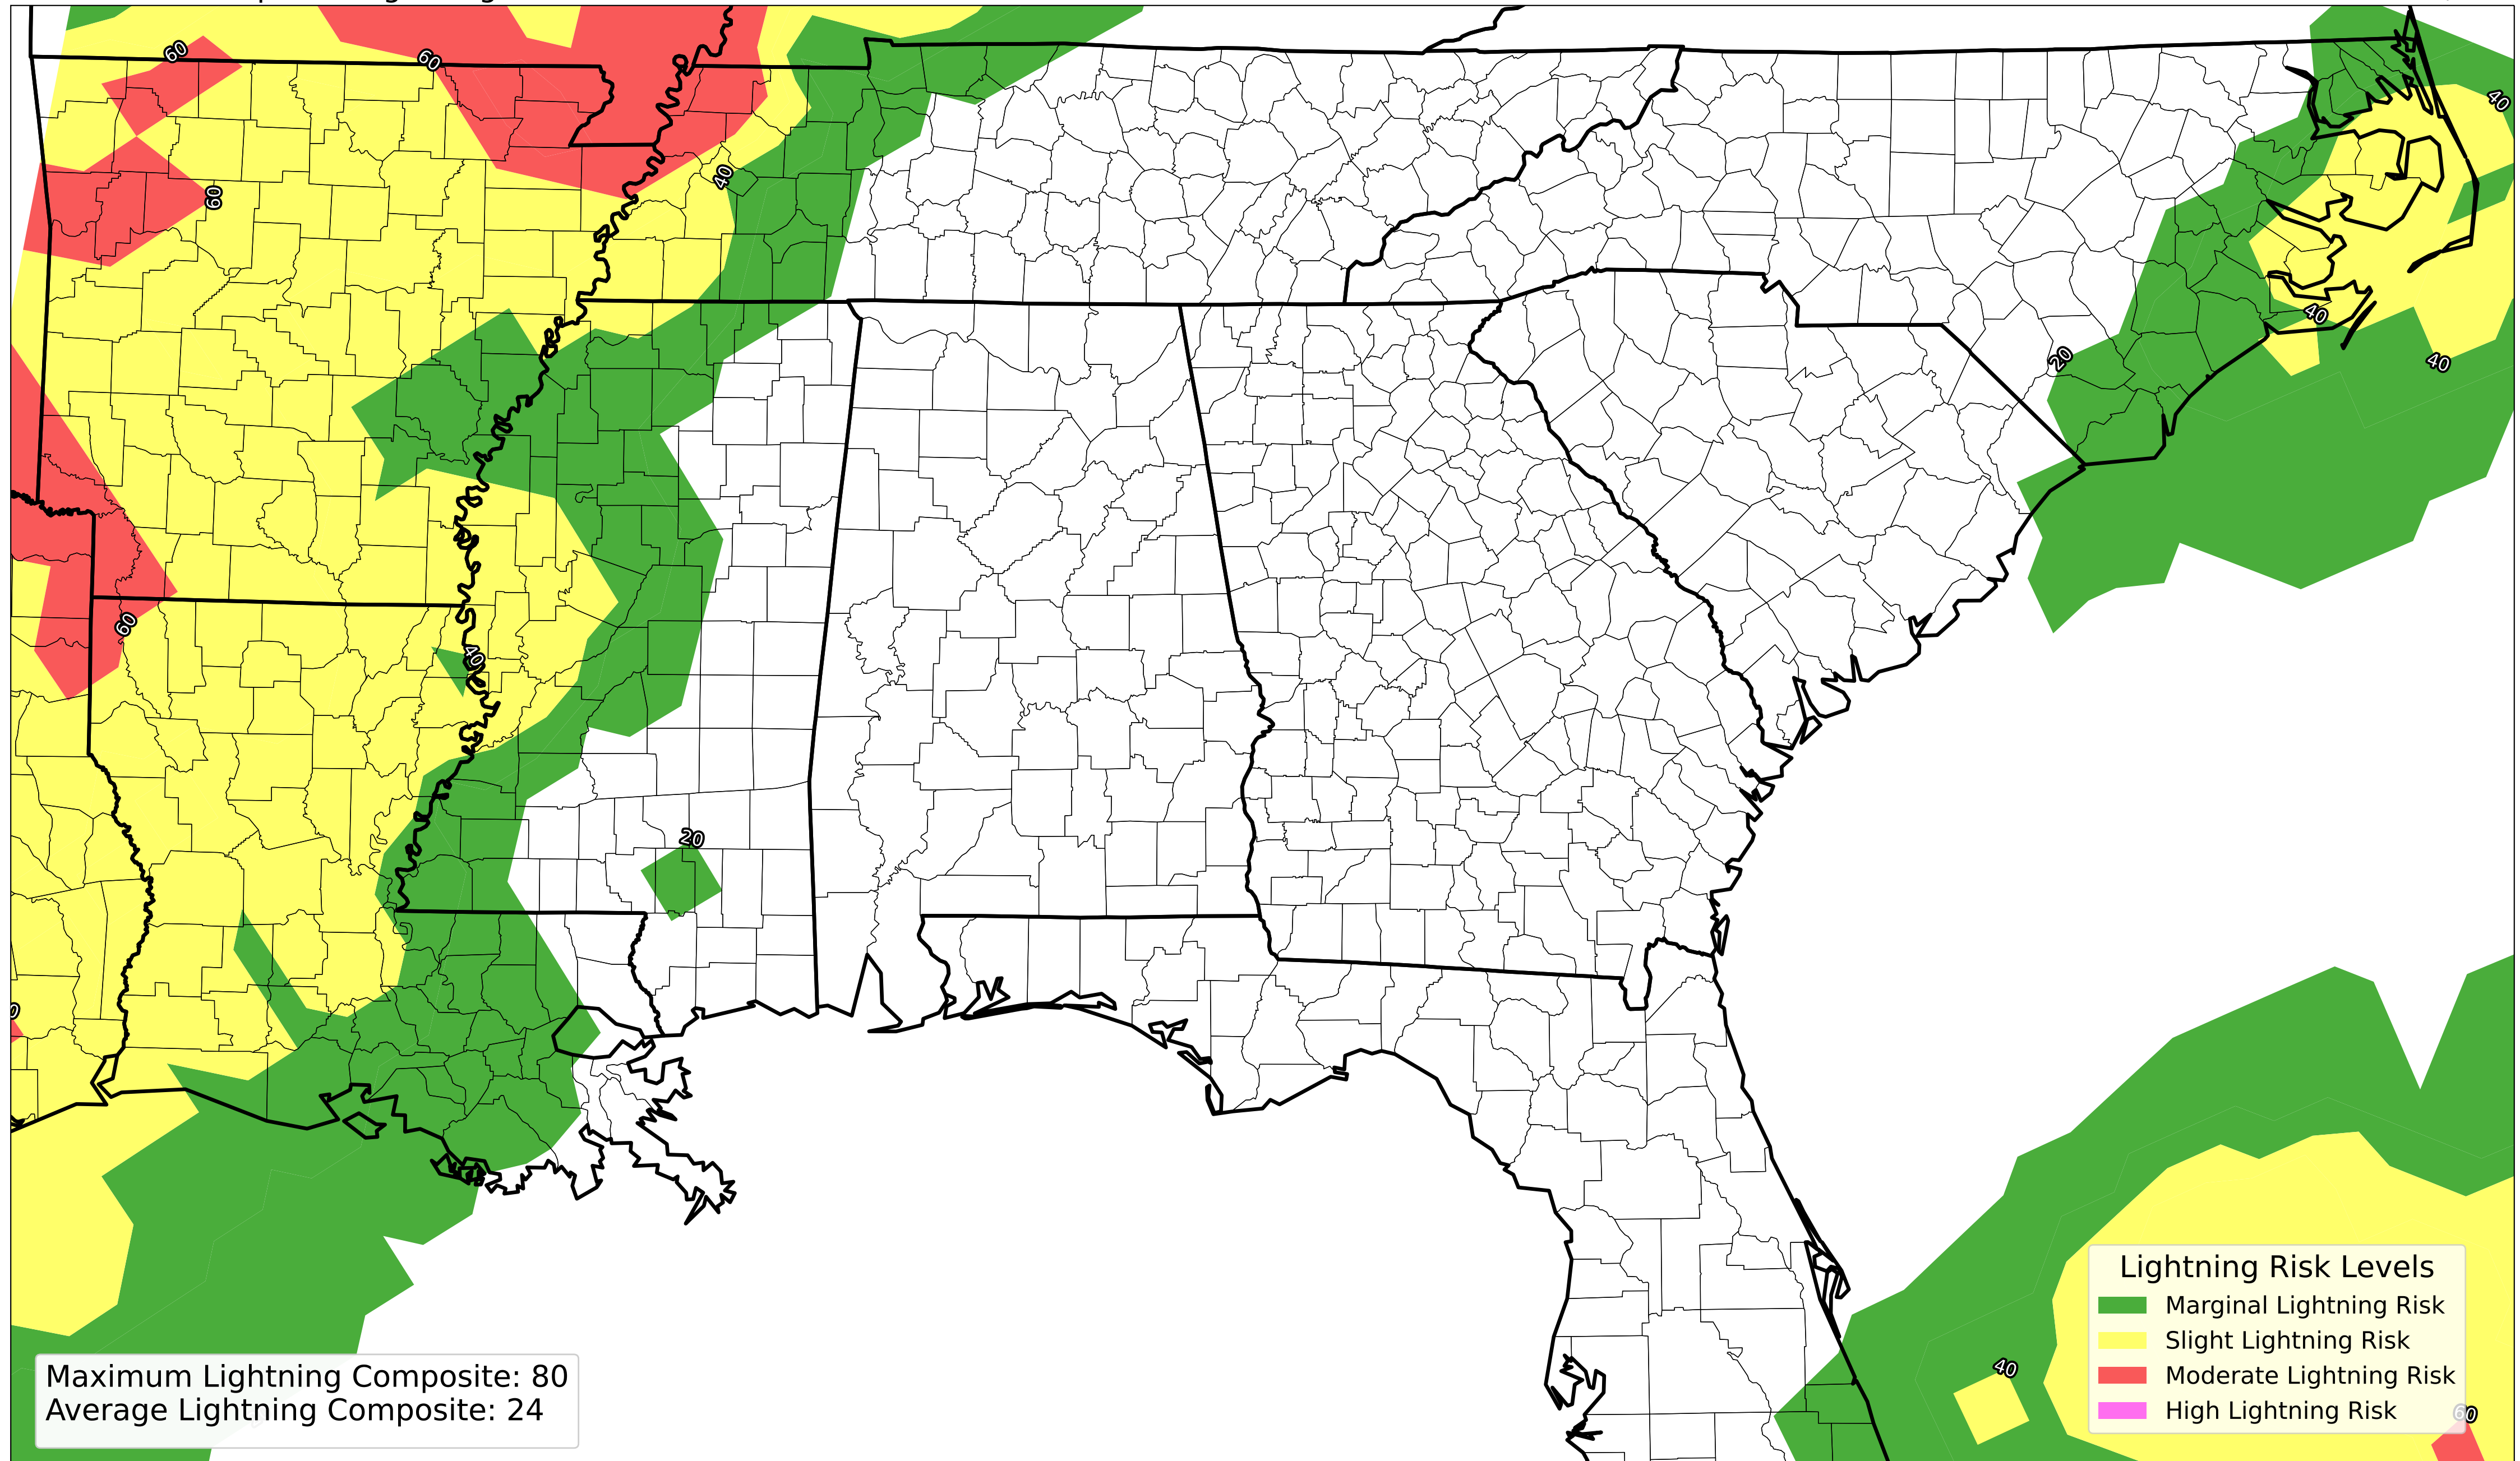 60
60
40
60
40
40
20
40
60
40
20
Lightning Risk Levels
Marginal Lightning Risk
Slight Lightning Risk
Moderate Lightning Risk
High Lightning Risk
40
60
Maximum Lightning Composite: 80
Average Lightning Composite: 24